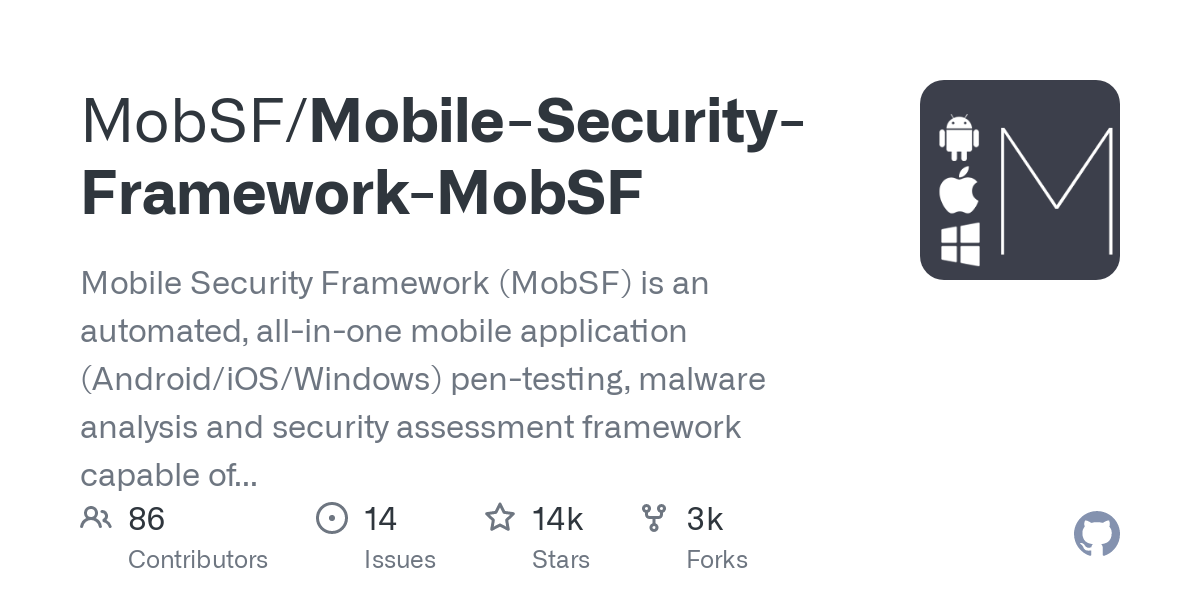 MobSF/Mobile-Security-
Framework-MobSF
Mobile Security Framework (MobSF) is an
automated, all-in-one mobile application
(Android/iOS/Windows) pen-testing, malware
analysis and security assessment framework
capable of...
86 14 14k 3k
Contributors Issues Stars Forks
M